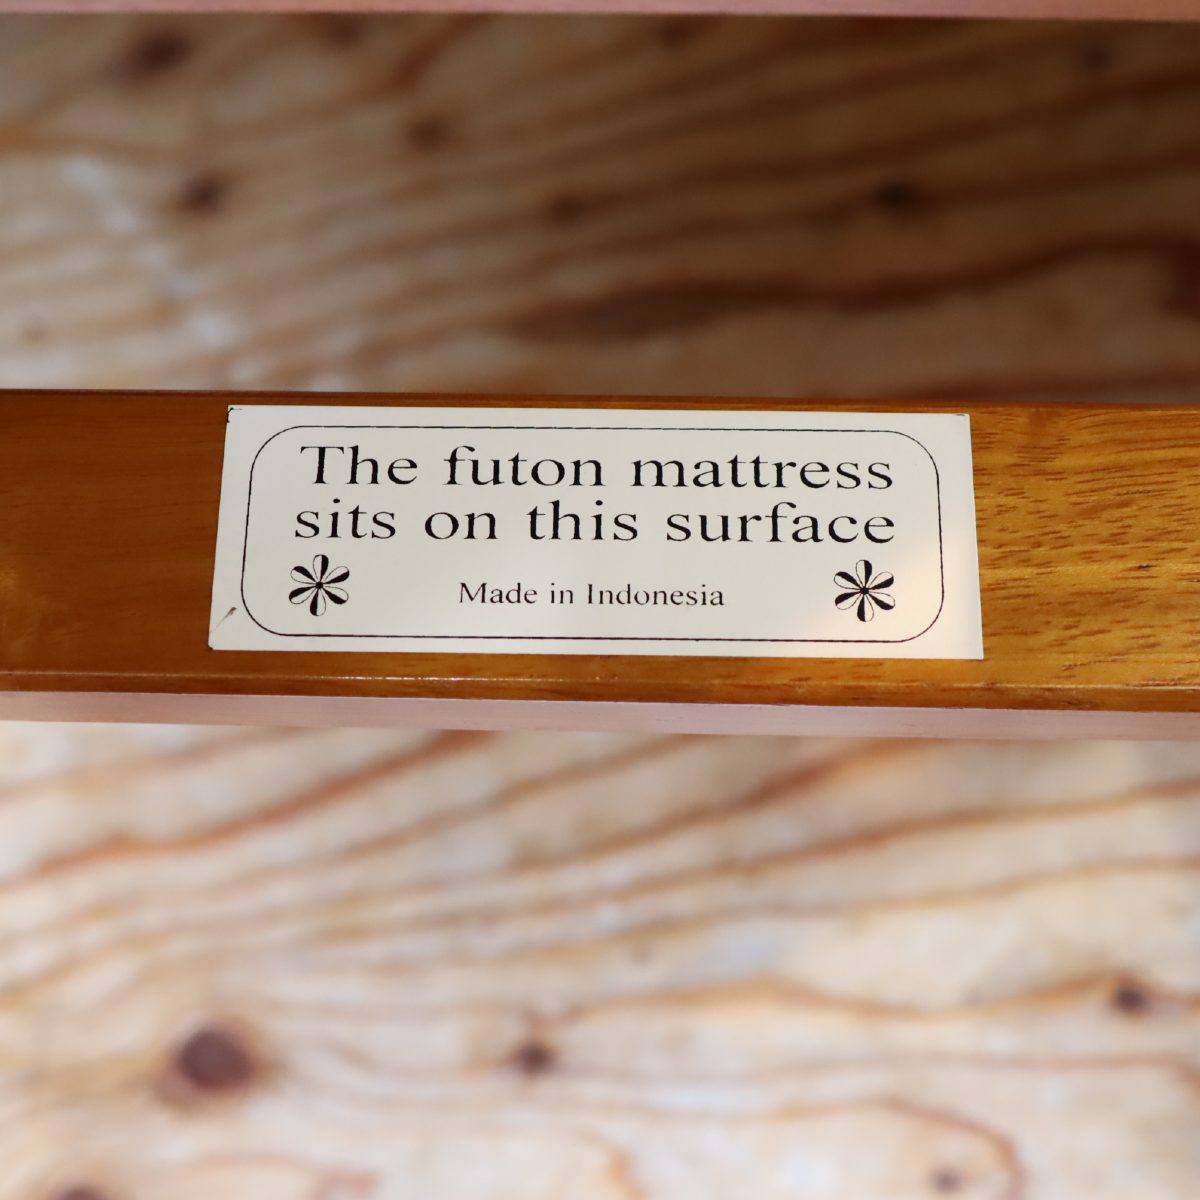 The futon mattress
sits on this surface
Made in Indonesia